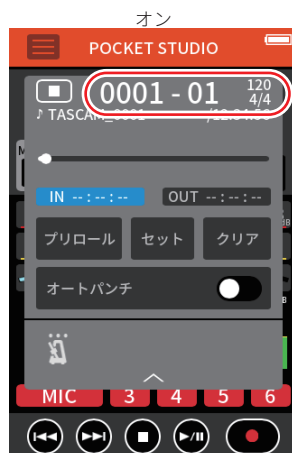 オン
POCKET STUDIO
0001 - 01
120
4/4
♪ TASCAM_0001
IN --:--:--
OUT --:--:--
プリロール
セット
クリア
オートパンチ
MIC
3
4
5
6